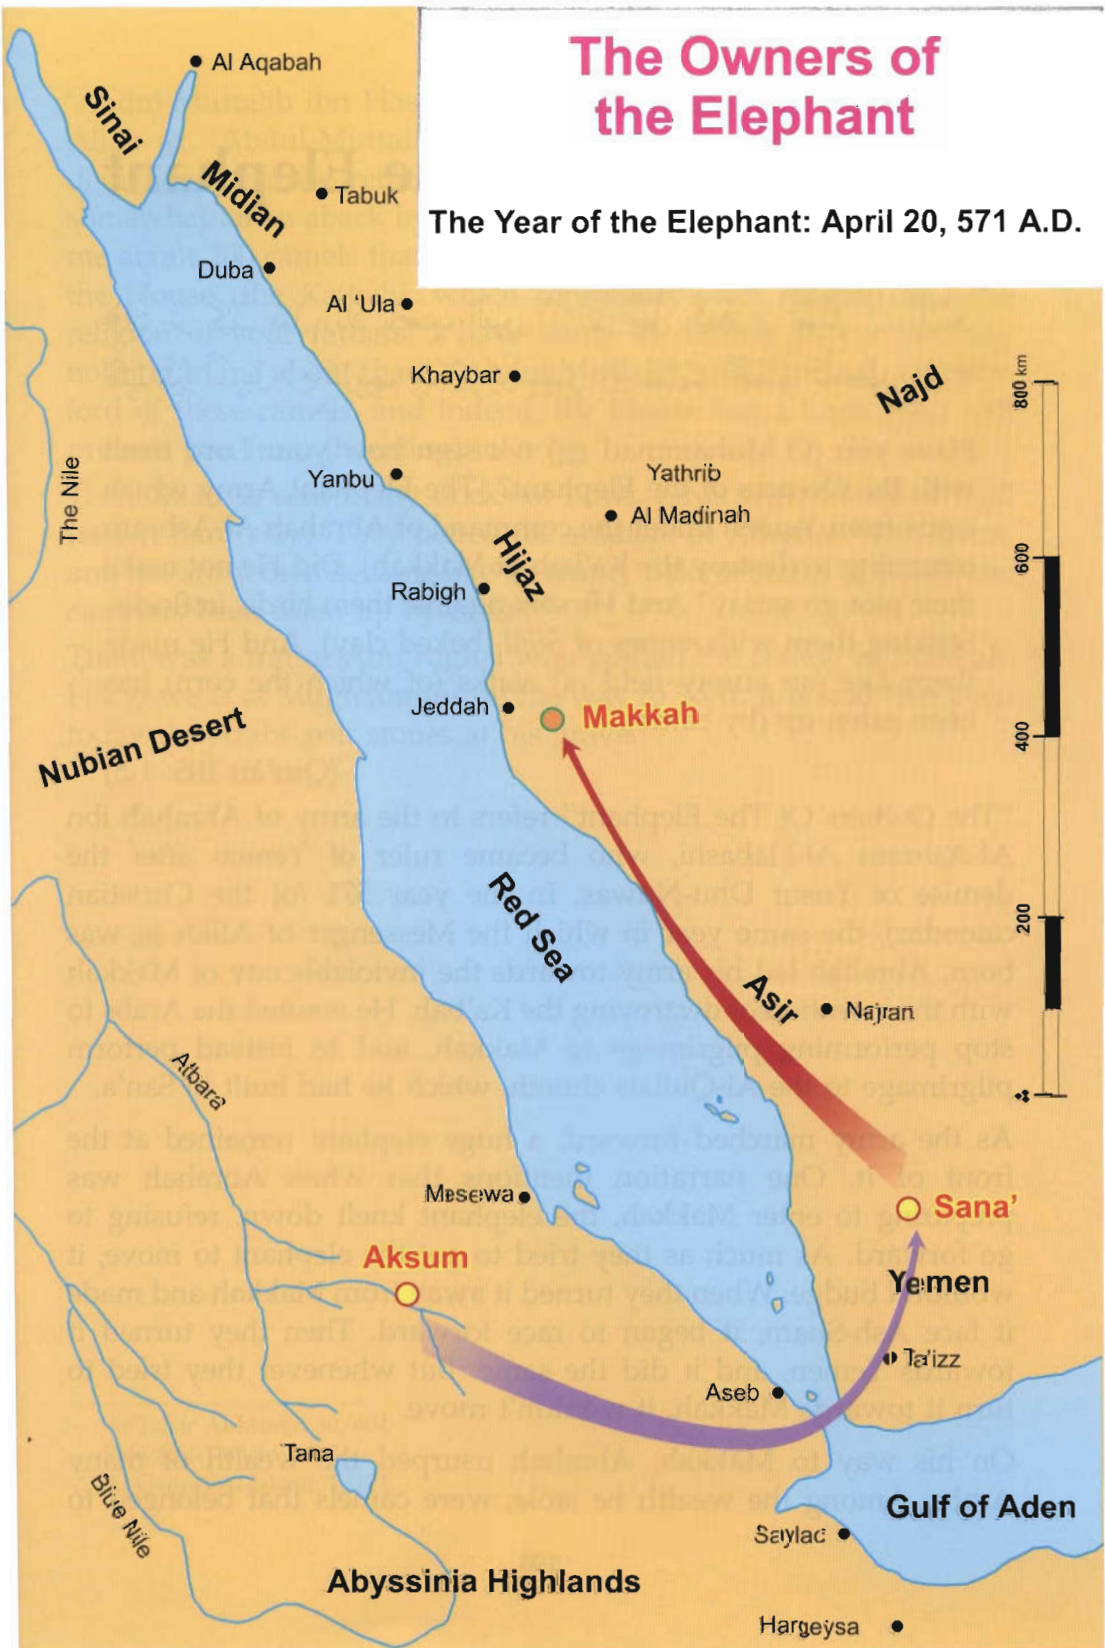 The Owners of
the Elephant
The Year of the Elephant: April 20, 571 A.D.
Al Aqabah
Sinai
Midian
Tabuk
Duba
Al 'Ula
Khaybar
Najd
800 km
The Nile
Yanbu
Yathrib
Al Madinah
Hijaz
600
Rabigh
Jeddah
Makkah
400
Nubian Desert
Red Sea
200
Asir
Najran
Atbara
Masewa
Sana'
Aksum
Yemen
Ta'izz
Aseb
Tana
Blue Nile
Gulf of Aden
Saylac
Abyssinia Highlands
Hargeysa